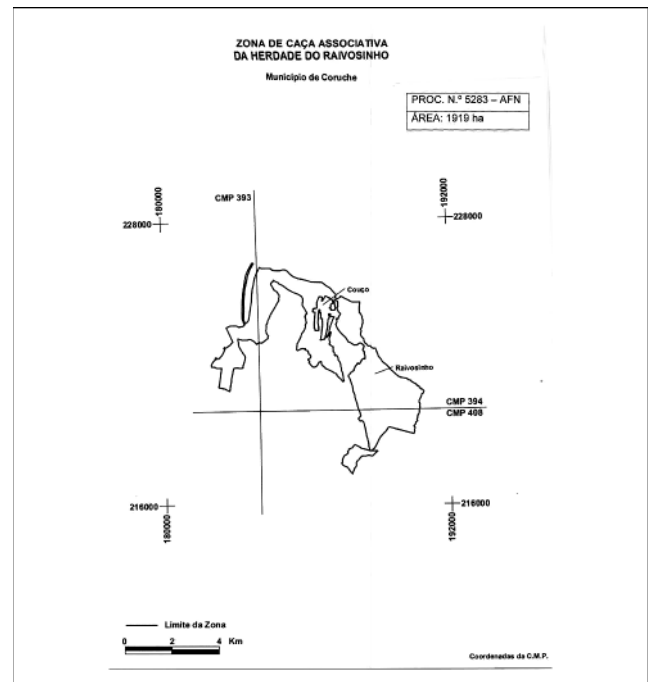 ZONA DE CAÇA ASSOCIATIVA
DA HERDADE DO RAIVOSINHO
Município de Coruche
PROC. N.º 5283 – AFN
ÁREA: 1919 ha
180000
192000
CMP 393
228000
228000
Couço
Raivosinho
CMP 394
CMP 408
216000
216000
180000
192000
Limite da Zona
0 2 4 Km
Coordenadas da C.M.P.